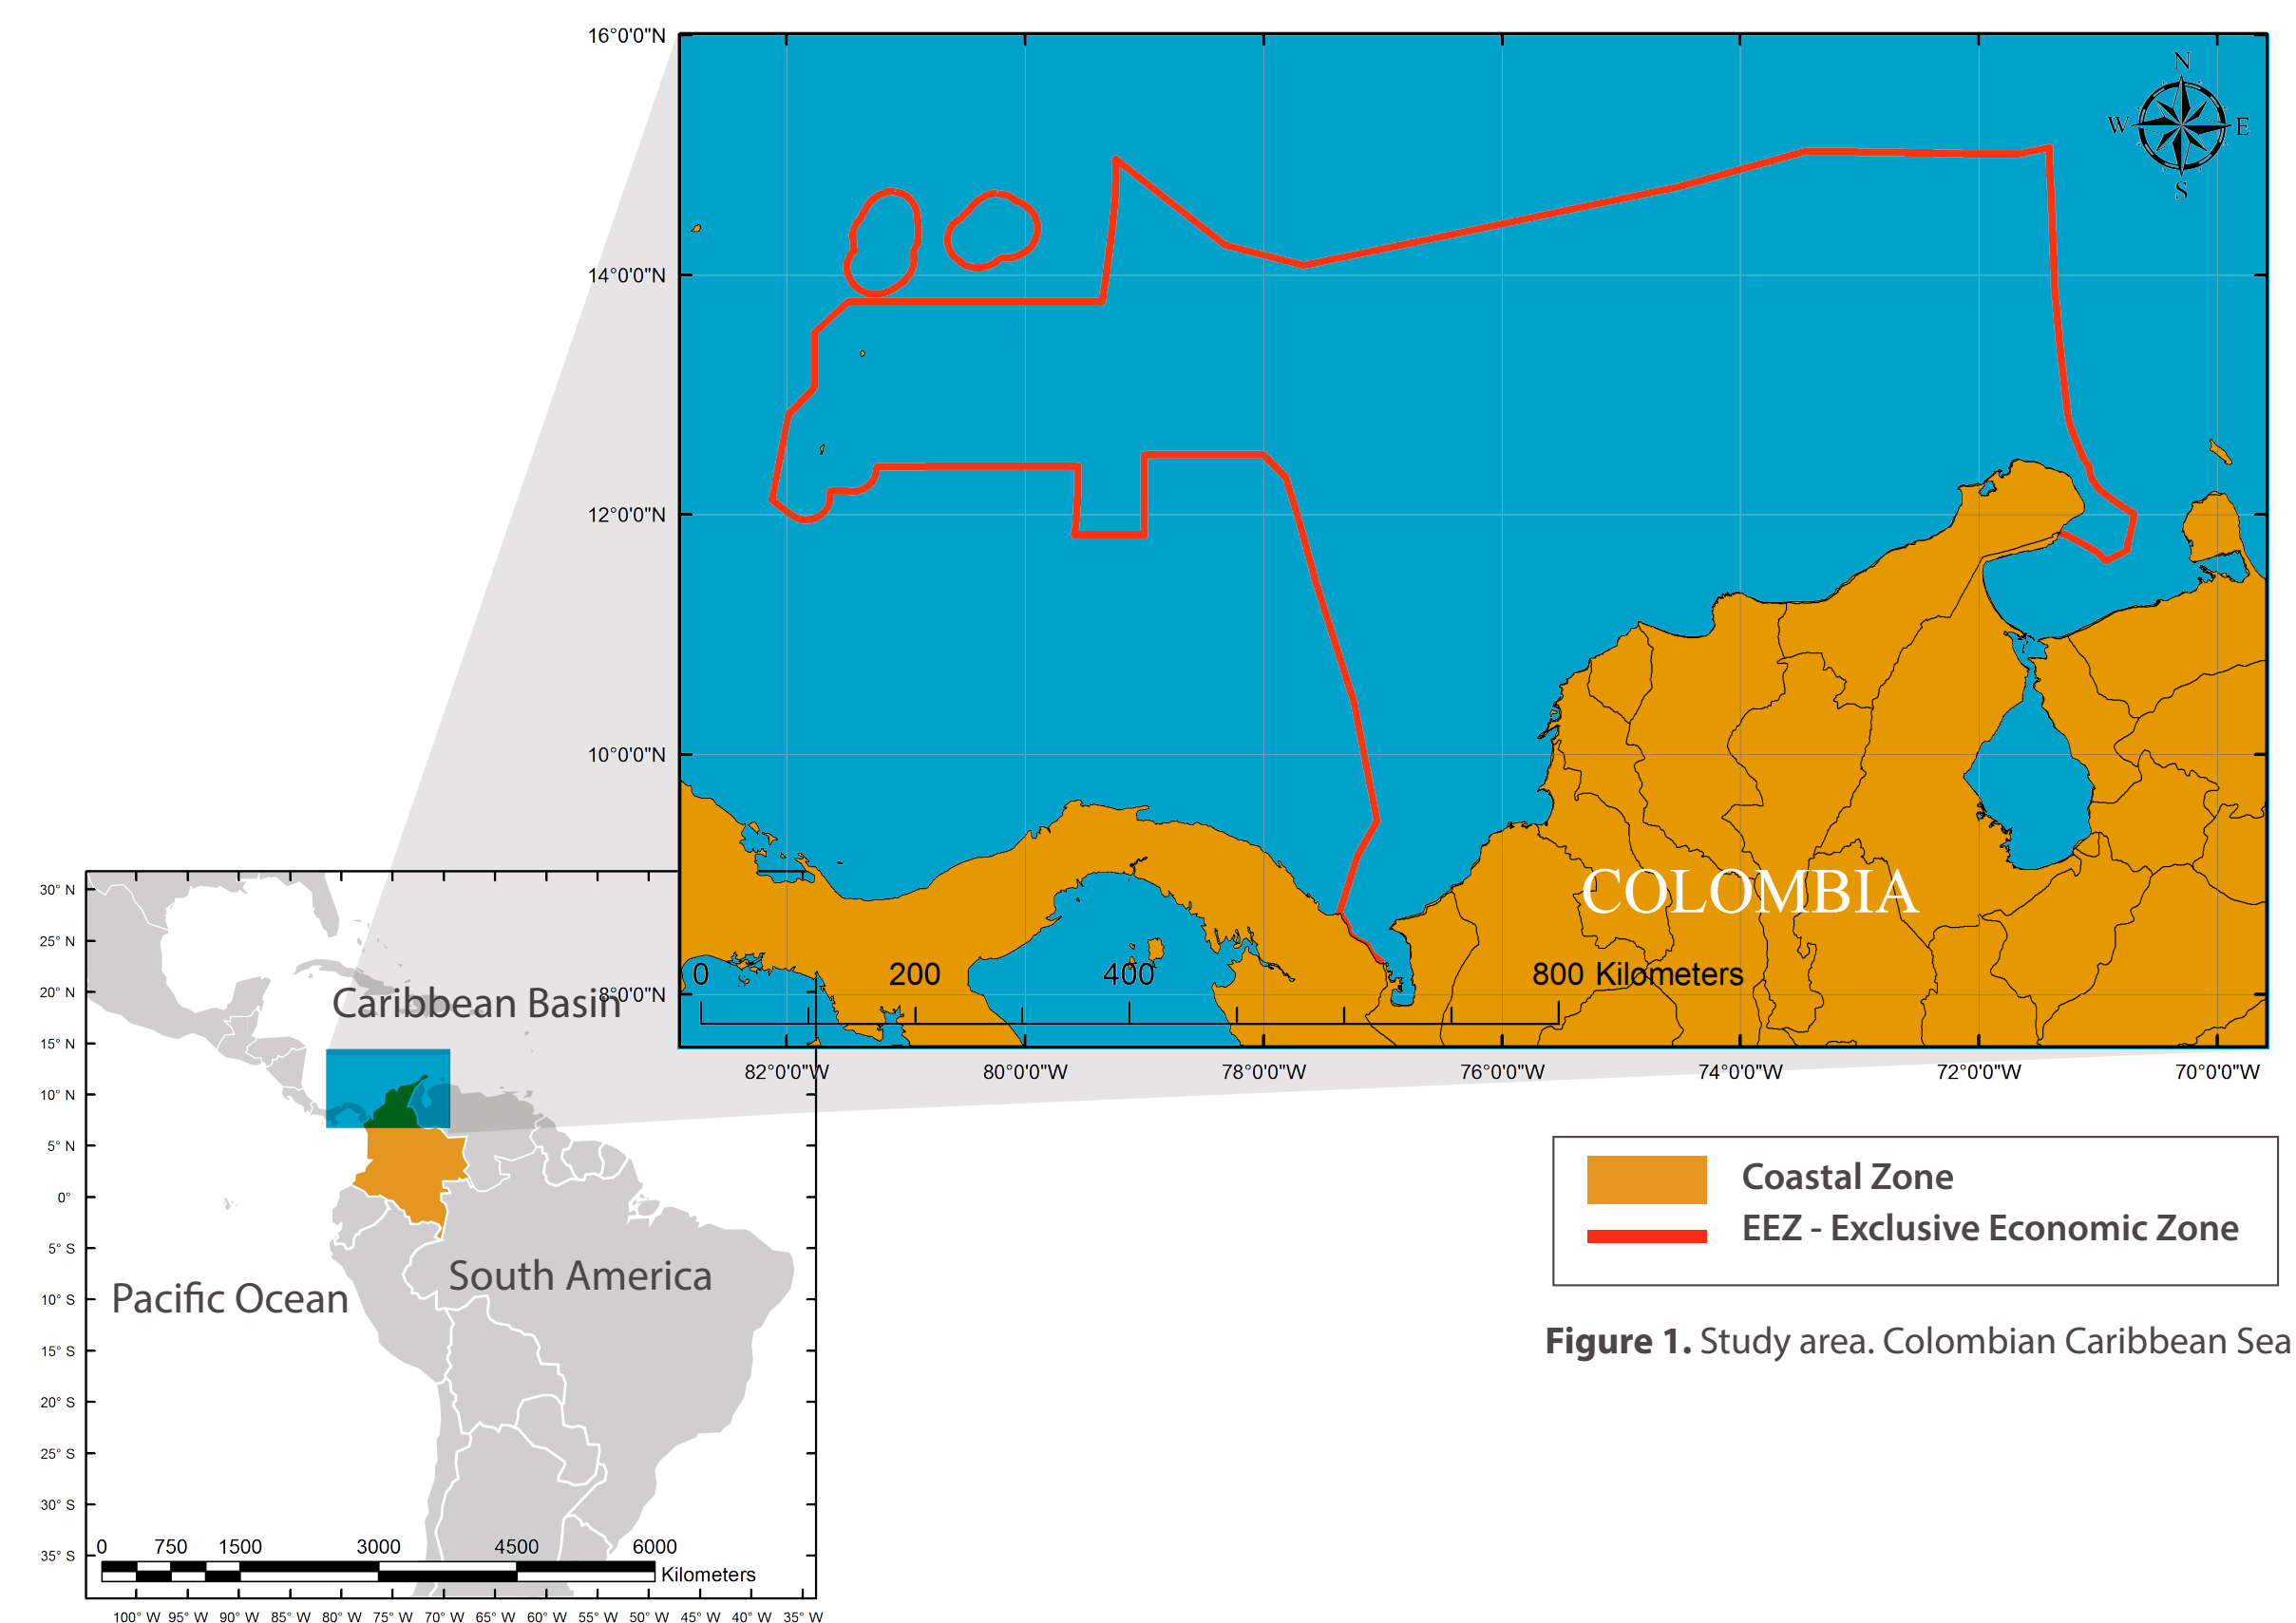 16°0'0"N
14°0'0"N
12°0'0"N
10°0'0"N
8°0'0"N
N
W E
S
COLOMBIA
0 200 400 800 Kilometers
82°0'0"W 80°0'0"W 78°0'0"W 76°0'0"W 74°0'0"W 72°0'0"W 70°0'0"W
30° N
25° N
20° N
15° N
10° N
5° N
0°
5° S
10° S
15° S
20° S
25° S
30° S
35° S
Caribbean Basin
South America
Pacific Ocean
0 750 1500 3000 4500 6000
Kilometers
100° W 95° W 90° W 85° W 80° W 75° W 70° W 65° W 60° W 55° W 50° W 45° W 40° W 35° W
Coastal Zone
EEZ - Exclusive Economic Zone
Figure 1. Study area. Colombian Caribbean Sea